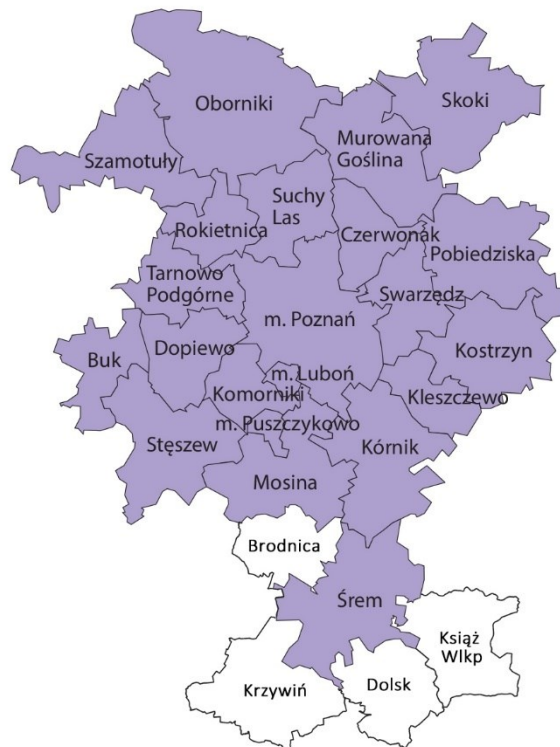 Oborniki
Skoki
Murowana
Goślina
Szamotuły
Suchy
Las
Rokietnica
Czerwonak
Pobiedziska
Tarnowo
Podgórne
Swarzędz
m. Poznań
Buk
Dopiewo
Kostrzyn
m. Luboń
Komorniki
Kleszczewo
m. Puszczykowo
Stęszew
Kórnik
Mosina
Brodnica
Śrem
Książ
Wlkp
Krzywiń
Dolsk